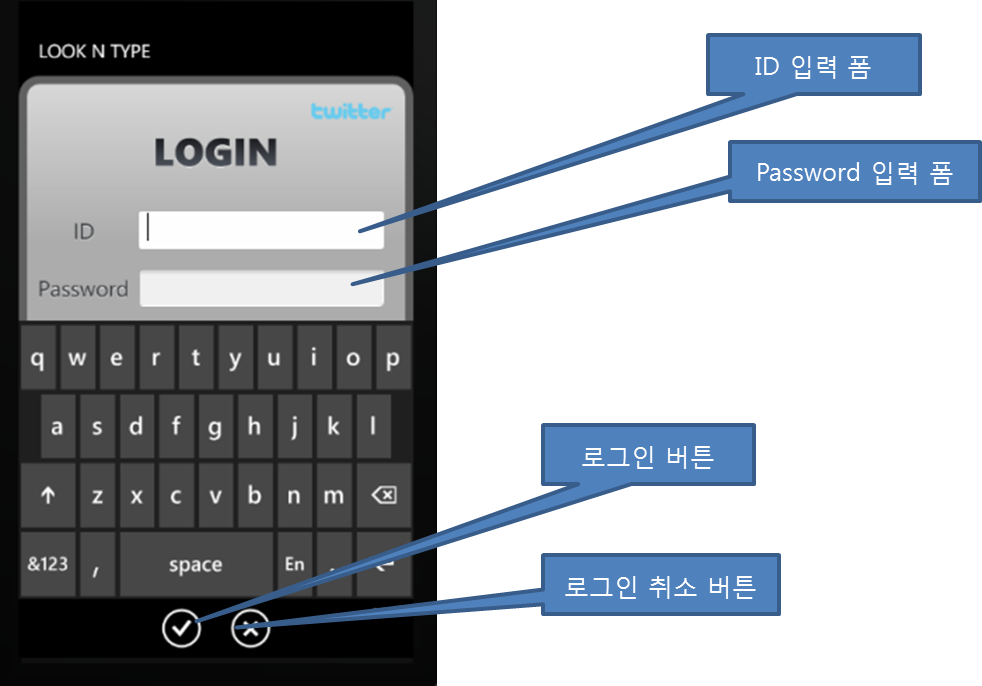 LOOK N TYPE
twitter
LOGIN
ID
Password
q w e r t y u i o p
a s d f g h j k l
z x c v b n m
&123 , space En .
ID 입력 폼
Password 입력 폼
로그인 버튼
로그인 취소 버튼